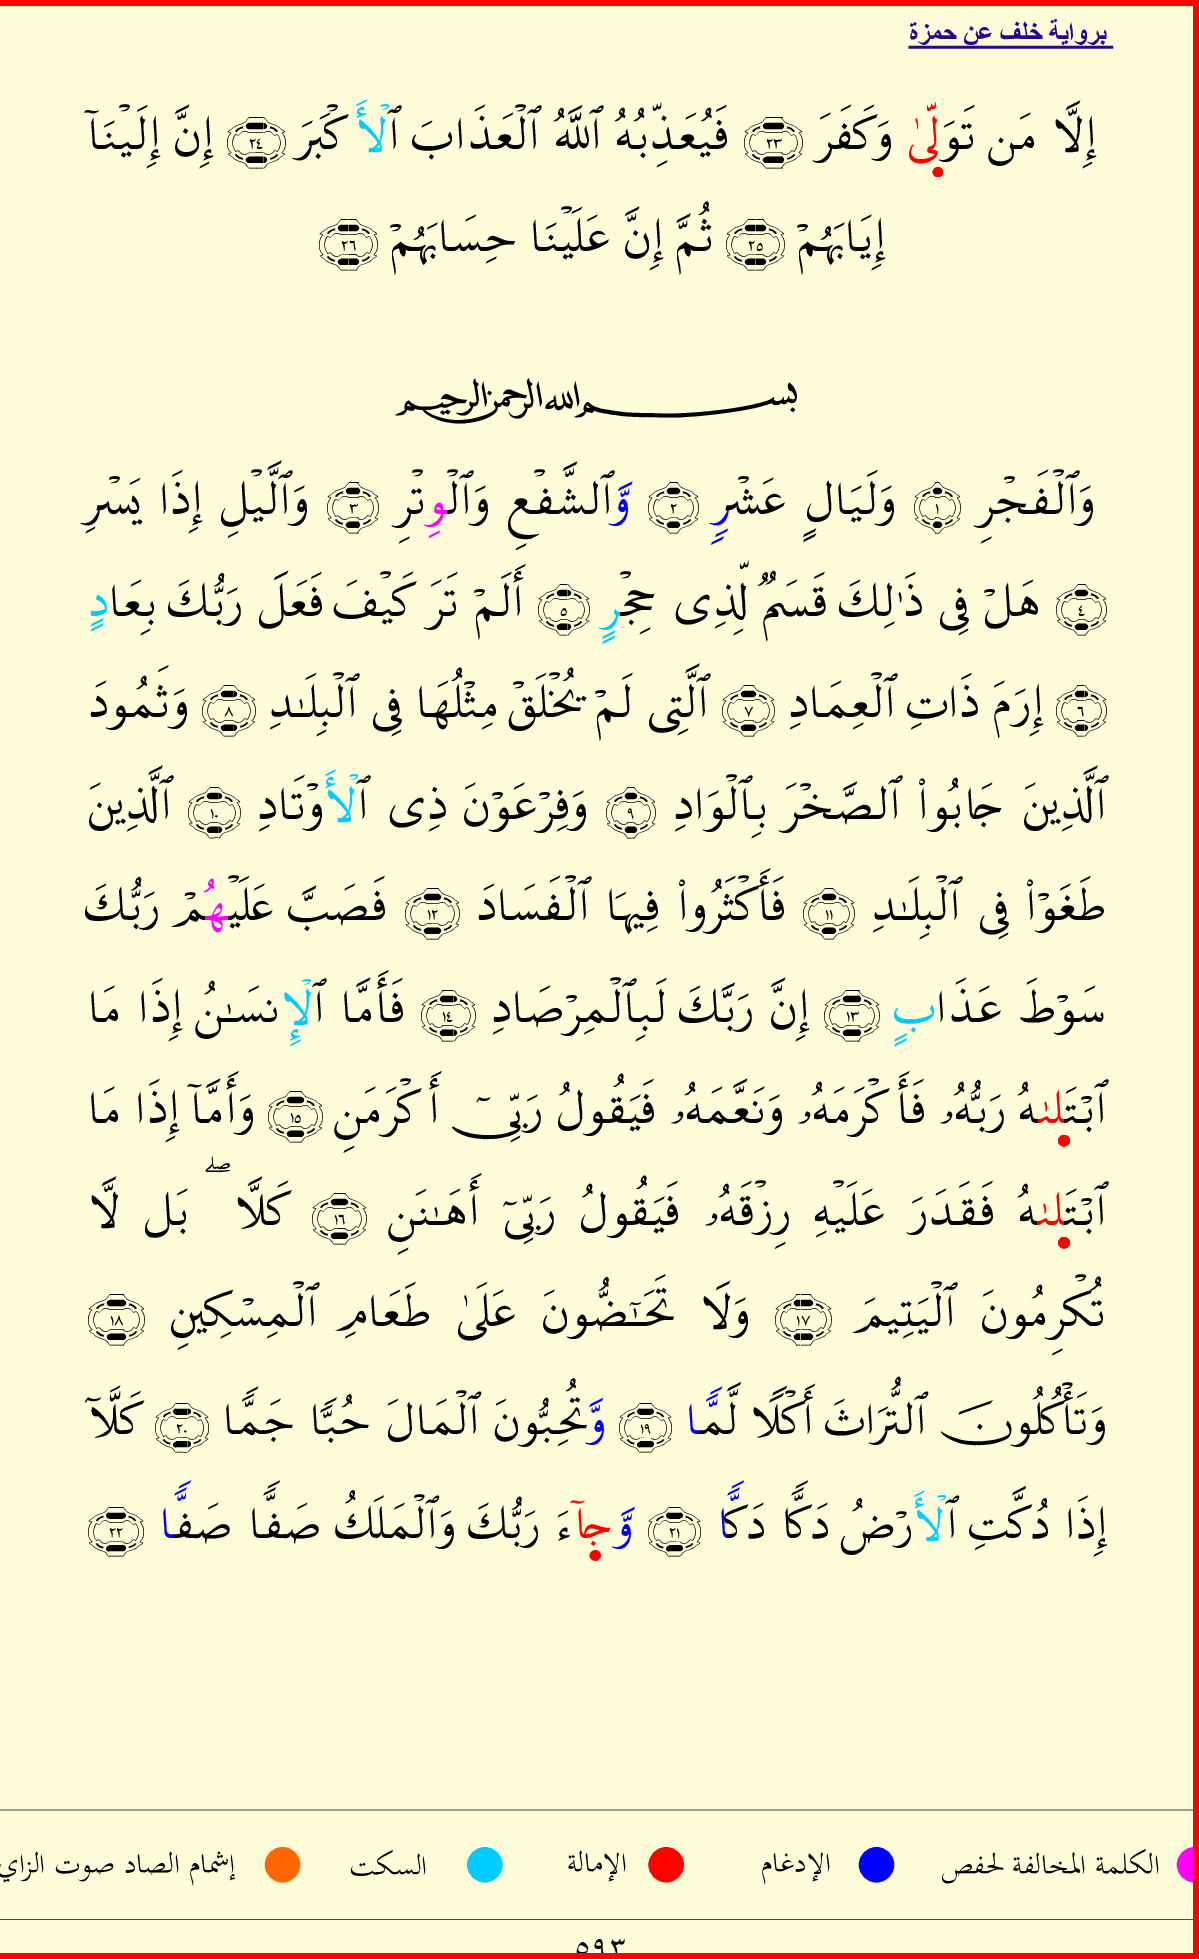 برواية خلف عن حمزة
إِلَّا مَن تَوَلّىٰ وَكَفَرَ ٢٣ فَيُعَذِّبُهُ ٱللَّهُ ٱلْعَذَابَ ٱلْأَكْبَرَ ٢٤ إِنَّ إِلَيْنَآ
إِيَابَهُمْ ٢٥ ثُمَّ إِنَّ عَلَيْنَا حِسَابَهُمْ ٢٦
بسم الله الرحمن الرحيم
وَٱلْفَجْرِ ١ وَلَيَالٍ عَشْرٍ ٢ وَّٱلشَّفْعِ وَٱلْوِتْرِ ٣ وَٱلَّيْلِ إِذَا يَسْرِ
٤ هَلْ فِى ذَٰلِكَ قَسَمٌ لِّذِى حِجْرٍ ٥ أَلَمْ تَرَ كَيْفَ فَعَلَ رَبُّكَ بِعَادٍ
٦ إِرَمَ ذَاتِ ٱلْعِمَادِ ٧ ٱلَّتِى لَمْ يُخْلَقْ مِثْلُهَا فِى ٱلْبِلَـٰدِ ٨ وَثَمُودَ
ٱلَّذِينَ جَابُوا۟ ٱلصَّخْرَ بِٱلْوَادِ ٩ وَفِرْعَوْنَ ذِى ٱلْأَوْتَادِ ١٠ ٱلَّذِينَ
طَغَوْا۟ فِى ٱلْبِلَـٰدِ ١١ فَأَكْثَرُوا۟ فِيهَا ٱلْفَسَادَ ١٢ فَصَبَّ عَلَيْهُمْ رَبُّكَ
سَوْطَ عَذَابٍ ١٣ إِنَّ رَبَّكَ لَبِٱلْمِرْصَادِ ١٤ فَأَمَّا ٱلْإِنسَـٰنُ إِذَا مَا
ٱبْتَلىٰهُ رَبُّهُۥ فَأَكْرَمَهُۥ وَنَعَّمَهُۥ فَيَقُولُ رَبِّىٓ أَكْرَمَنِ ١٥ وَأَمَّآ إِذَا مَا
ٱبْتَلىٰهُ فَقَدَرَ عَلَيْهِ رِزْقَهُۥ فَيَقُولُ رَبِّىٓ أَهَـٰنَنِ ١٦ كَلَّا ۖ بَل لَّا
تُكْرِمُونَ ٱلْيَتِيمَ ١٧ وَلَا تَحَـٰٓضُّونَ عَلَىٰ طَعَامِ ٱلْمِسْكِينِ ١٨
وَتَأْكُلُونَ ٱلتُّرَاثَ أَكْلًا لَّمًّا ١٩ وَّتُحِبُّونَ ٱلْمَالَ حُبًّا جَمًّا ٢٠ كَلَّآ
إِذَا دُكَّتِ ٱلْأَرْضُ دَكًّا دَكًّا ٢١ وَّجِآءَ رَبُّكَ وَٱلْمَلَكُ صَفًّا صَفًّا ٢٢
الكلمة المخالفة لحفص الإدغام الإمالة السكت إشمام الصاد صوت الزاي
٥٩٣